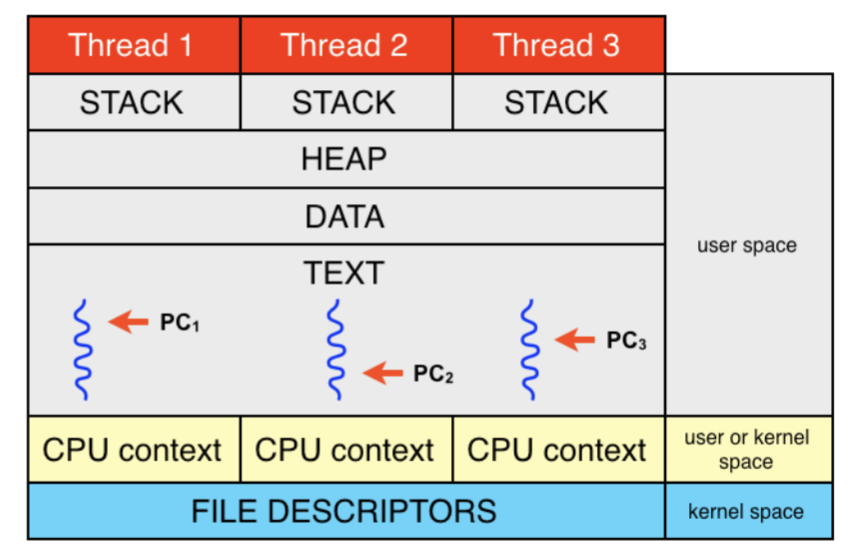 Thread 1 Thread 2 Thread 3
STACK STACK STACK
HEAP
DATA
user space
TEXT
PC₁
PC₃
PC₂
CPU context CPU context CPU context
user or kernel
space
FILE DESCRIPTORS kernel space